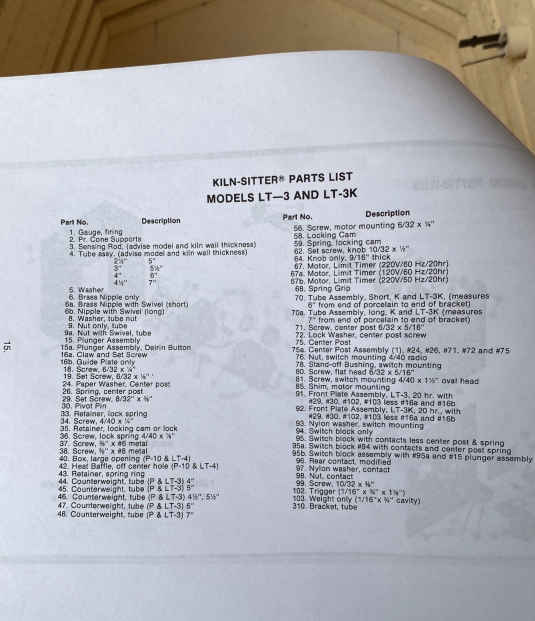 KILN-SITTER® PARTS LIST
MODELS LT—3 AND LT-3K
Part No. Description
1. Gauge, firing
2. Pr. Cone Supports
3. Sensing Rod, (advise model and kiln wall thickness)
4. Tube assy, (advise model and kiln wall thickness)
2½" 5"
3" 5½"
4" 6"
4½" 7"
5. Washer
6. Brass Nipple only
6a. Brass Nipple with Swivel (short)
6b. Nipple with Swivel (long)
8. Washer, tube nut
9. Nut only, tube
9a. Nut with Swivel, tube
15. Plunger Assembly
15a. Plunger Assembly, Delrin Button
16a. Claw and Set Screw
16b. Guide Plate only
18. Screw, 6/32 x ¼"
19. Set Screw, 6/32 x
24. Paper Washer, Center post
26. Spring, center post
29. Set Screw, 8/32" x
30. Pivot Pin
33. Retainer, lock spring
34. Screw, 4/40 x ¼"
35. Retainer, locking cam or lock
36. Screw, lock spring 4/40 x
37. Screw, x #6 metal
38. Screw, x #6 metal
40. Box, large opening (P-10 & LT-4)
42. Heat Baffle, off center hole (P-10 & LT-4)
43. Retainer, spring ring
44. Counterweight, tube (P & LT-3) 4"
45. Counterweight, tube (P & LT-3) 5"
46. Counterweight, tube (P & LT-3) 4½", 5½"
47. Counterweight, tube (P & LT-3) 6"
48. Counterweight, tube (P & LT-3) 7"
Part No. Description
56. Screw, motor mounting 6/32 x ¼"
58. Locking Cam
59. Spring, locking cam
62. Set screw, knob 10/32 x ½"
64. Knob only, 9/16" thick
67. Motor, Limit Timer (220V/60 Hz/20hr)
67a. Motor, Limit Timer (120V/60 Hz/20hr)
67b. Motor, Limit Timer (220V/50 Hz/20hr)
68. Spring Grip
70. Tube Assembly, Short, K and LT-3K, (measures
6" from end of porcelain to end of bracket)
70a. Tube Assembly, long, K and LT-3K (measures
7" from end of porcelain to end of bracket)
71. Screw, center post 6/32 x 5/16"
72. Lock Washer, center post screw
75. Center Post
75a. Center Post Assembly (1), #24, #26, #71, #72 and #75
76. Nut, switch mounting 4/40 radio
78. Stand-off Bushing, switch mounting
80. Screw, flat head 6/32 x 5/16"
81. Screw, switch mounting 4/40 x 1½" oval head
85. Shim, motor mounting
91. Front Plate Assembly, LT-3, 20 hr. with
#29, #30, #102, #103 less #16a and #16b
92. Front Plate Assembly, LT-3K, 20 hr., with
#29, #30, #102, #103 less #16a and #16b
93. Nylon washer, switch mounting
94. Switch block only
95. Switch block with contacts less center post & spring
95a. Switch block #94 with contacts and center post spring
95b. Switch block assembly with #95a and #15 plunger assembly
96. Rear contact, modified
97. Nylon washer, contact
98. Nut, contact
99. Screw, 10/32 x
102. Trigger (1/16" x ¾" x
103. Weight only (1/16"x ¾" cavity)
310. Bracket, tube
15